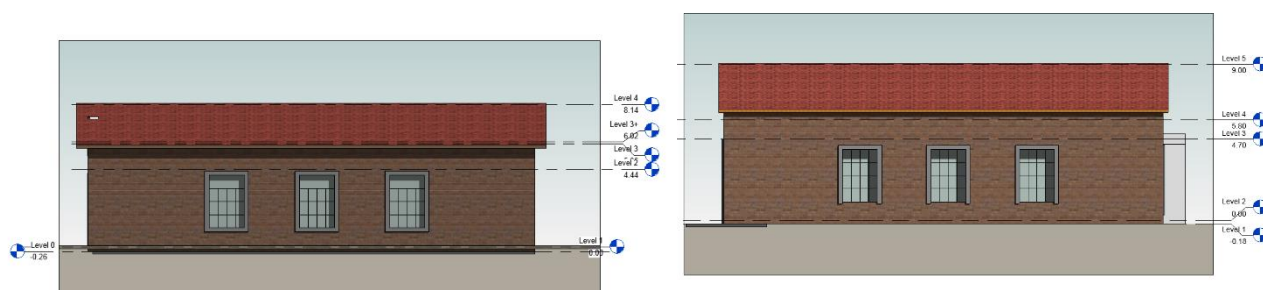 Level 4
8.14
Level 3+
6.02
Level 3
Level 2
4.44
Level 0
-0.26
Level 1
0.00
Level 5
9.00
Level 4
5.60
Level 3
4.70
Level 2
0.00
Level 1
-0.18